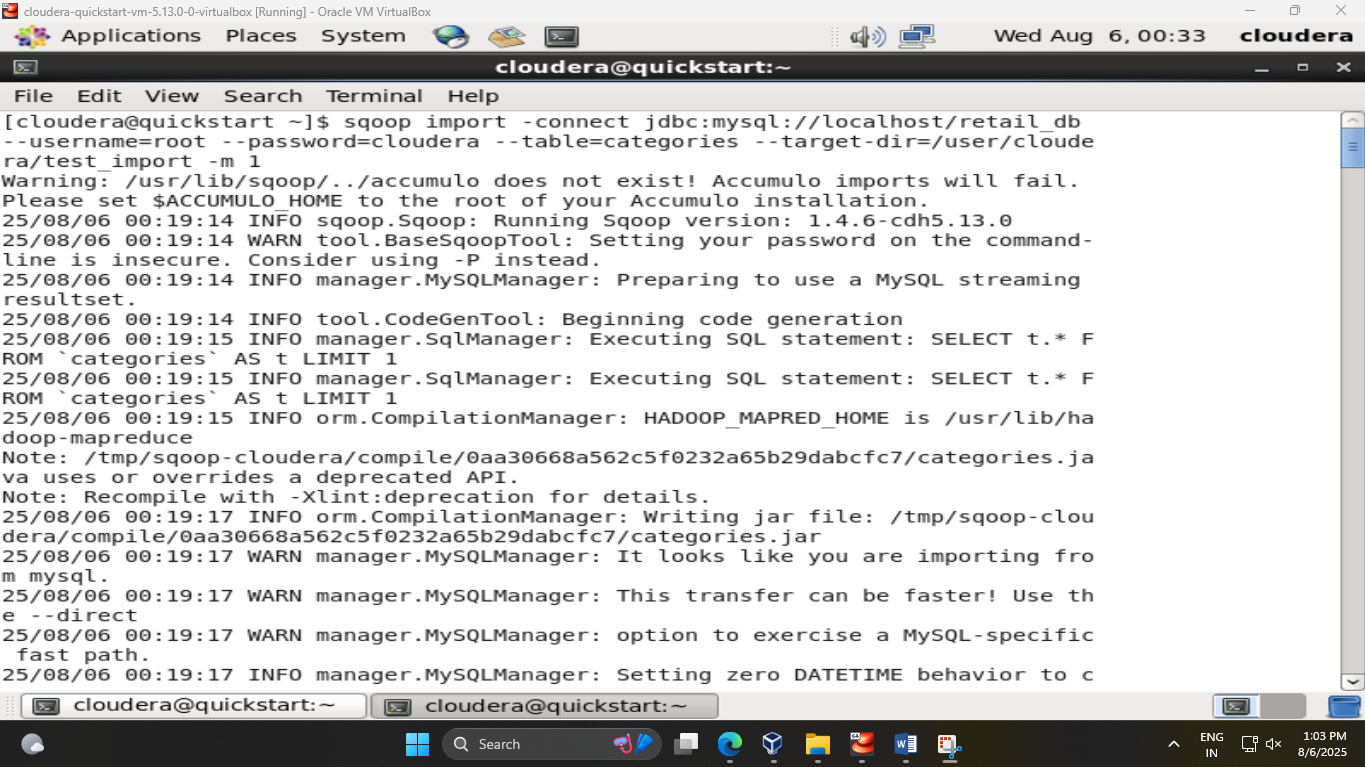 cloudera-quickstart-vm-5.13.0-0-virtualbox [Running] - Oracle VM VirtualBox
Applications Places System Wed Aug 6, 00:33 cloudera
cloudera@quickstart:~
File Edit View Search Terminal Help
[cloudera@quickstart ~]$ sqoop import -connect jdbc:mysql://localhost/retail_db
--username=root --password=cloudera --table=categories --target-dir=/user/cloude
ra/test_import -m 1
Warning: /usr/lib/sqoop/../accumulo does not exist! Accumulo imports will fail.
Please set $ACCUMULO_HOME to the root of your Accumulo installation.
25/08/06 00:19:14 INFO sqoop.Sqoop: Running Sqoop version: 1.4.6-cdh5.13.0
25/08/06 00:19:14 WARN tool.BaseSqoopTool: Setting your password on the command-
line is insecure. Consider using -P instead.
25/08/06 00:19:14 INFO manager.MySQLManager: Preparing to use a MySQL streaming
resultset.
25/08/06 00:19:14 INFO tool.CodeGenTool: Beginning code generation
25/08/06 00:19:15 INFO manager.SqlManager: Executing SQL statement: SELECT t.* F
ROM `categories` AS t LIMIT 1
25/08/06 00:19:15 INFO manager.SqlManager: Executing SQL statement: SELECT t.* F
ROM `categories` AS t LIMIT 1
25/08/06 00:19:15 INFO orm.CompilationManager: HADOOP_MAPRED_HOME is /usr/lib/ha
doop-mapreduce
Note: /tmp/sqoop-cloudera/compile/0aa30668a562c5f0232a65b29dabcfc7/categories.ja
va uses or overrides a deprecated API.
Note: Recompile with -Xlint:deprecation for details.
25/08/06 00:19:17 INFO orm.CompilationManager: Writing jar file: /tmp/sqoop-clou
dera/compile/0aa30668a562c5f0232a65b29dabcfc7/categories.jar
25/08/06 00:19:17 WARN manager.MySQLManager: It looks like you are importing fro
m mysql.
25/08/06 00:19:17 WARN manager.MySQLManager: This transfer can be faster! Use th
e --direct
25/08/06 00:19:17 WARN manager.MySQLManager: option to exercise a MySQL-specific
 fast path.
25/08/06 00:19:17 INFO manager.MySQLManager: Setting zero DATETIME behavior to c
cloudera@quickstart:~ cloudera@quickstart:~
Search ENG 1:03 PM
IN 8/6/2025